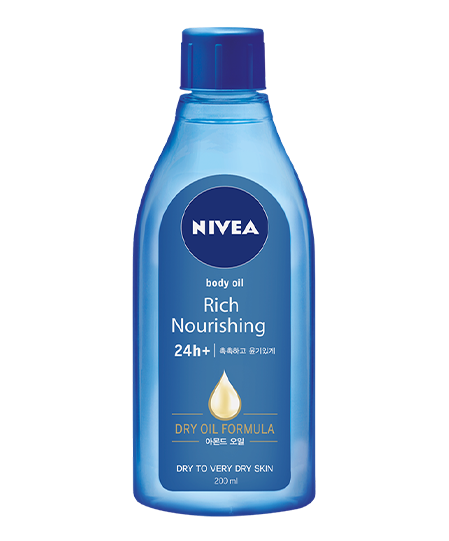 NIVEA
body oil
Rich
Nourishing
24h+ | 촉촉하고 윤기있게
DRY OIL FORMULA
아몬드 오일
DRY TO VERY DRY SKIN
200 ml